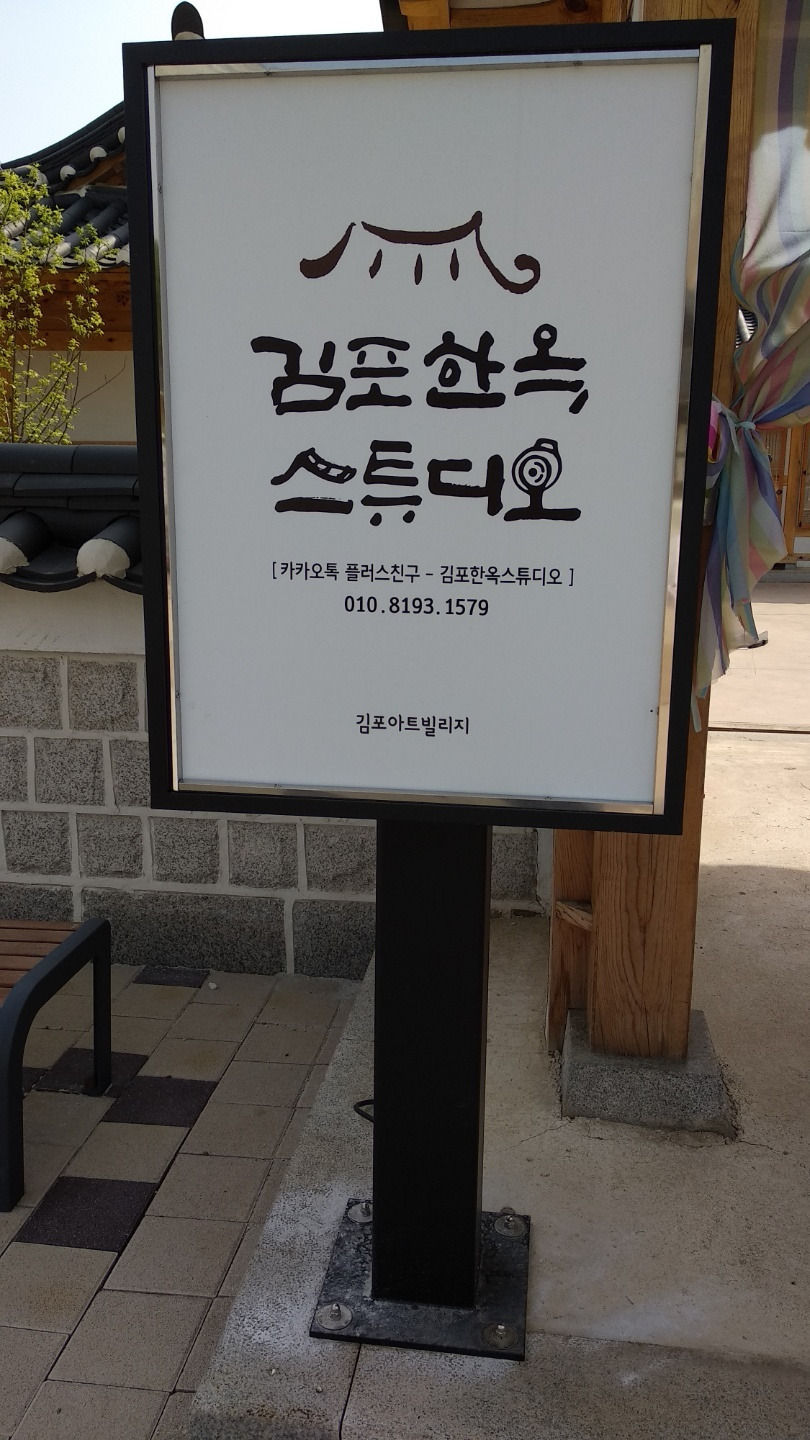 김포한옥
스튜디오
[ 카카오톡 플러스친구 - 김포한옥스튜디오 ]
010.8193.1579
김포아트빌리지